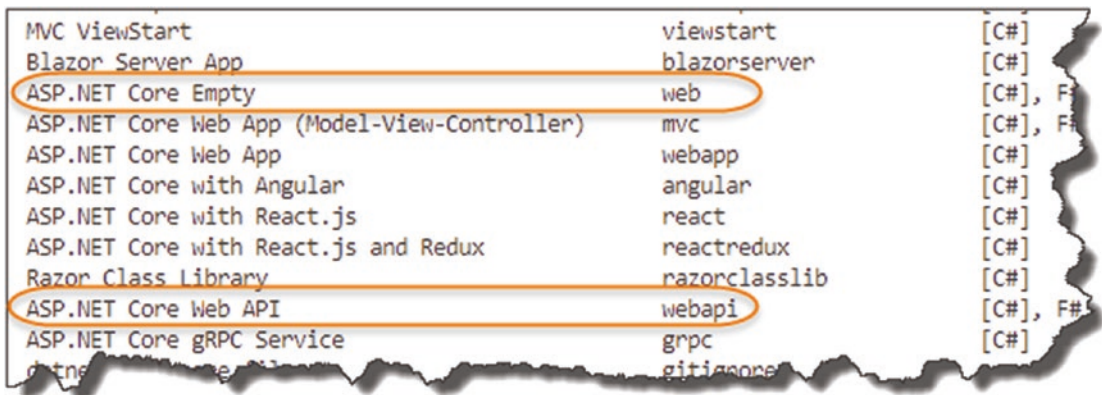 MVC ViewStart viewstart [C#]
Blazor Server App blazorserver [C#]
ASP.NET Core Empty web [C#], F#
ASP.NET Core Web App (Model-View-Controller) mvc [C#], F#
ASP.NET Core Web App webapp [C#]
ASP.NET Core with Angular angular [C#]
ASP.NET Core with React.js react [C#]
ASP.NET Core with React.js and Redux reactredux [C#]
Razor Class Library razorclasslib [C#]
ASP.NET Core Web API webapi [C#], F#
ASP.NET Core gRPC Service grpc [C#]
gitignore